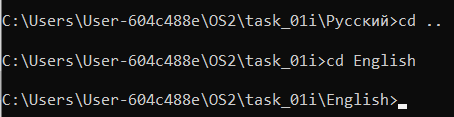 C:\Users\User-604c488e\OS2\task_01i\Русский>cd ..
C:\Users\User-604c488e\OS2\task_01i>cd English
C:\Users\User-604c488e\OS2\task_01i\English>